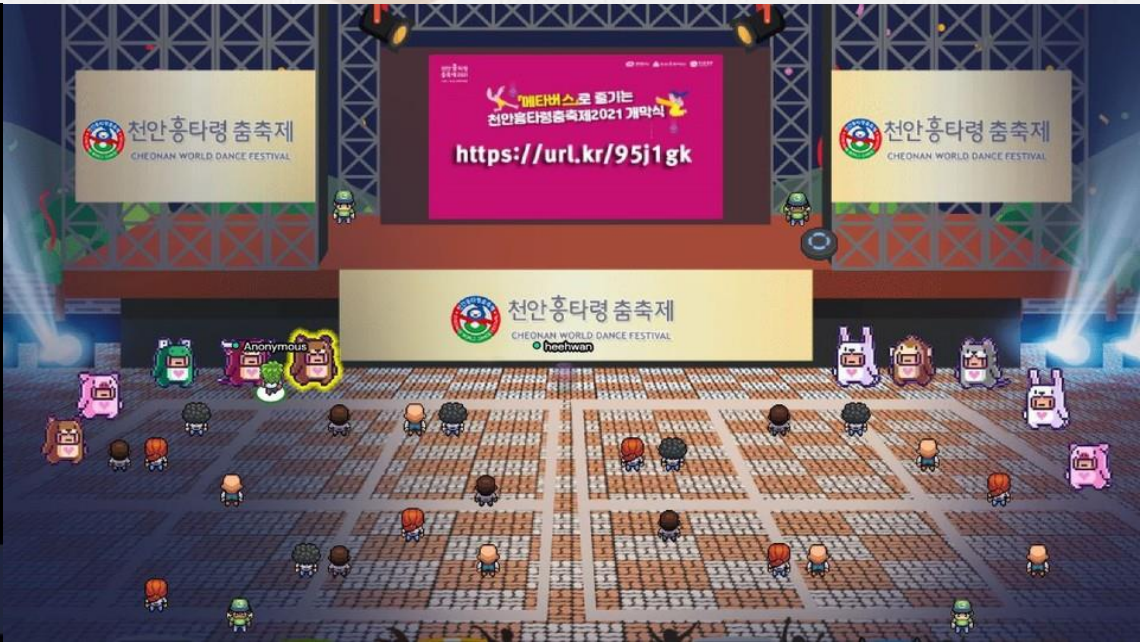 천안흥타령 춤축제
CHEONAN WORLD DANCE FESTIVAL
「메타버스」로 즐기는
천안흥타령춤축제2021 개막식
https://url.kr/95j1gk
천안흥타령 춤축제
CHEONAN WORLD DANCE FESTIVAL
천안흥타령 춤축제
CHEONAN WORLD DANCE FESTIVAL
Anonymous
heehwan